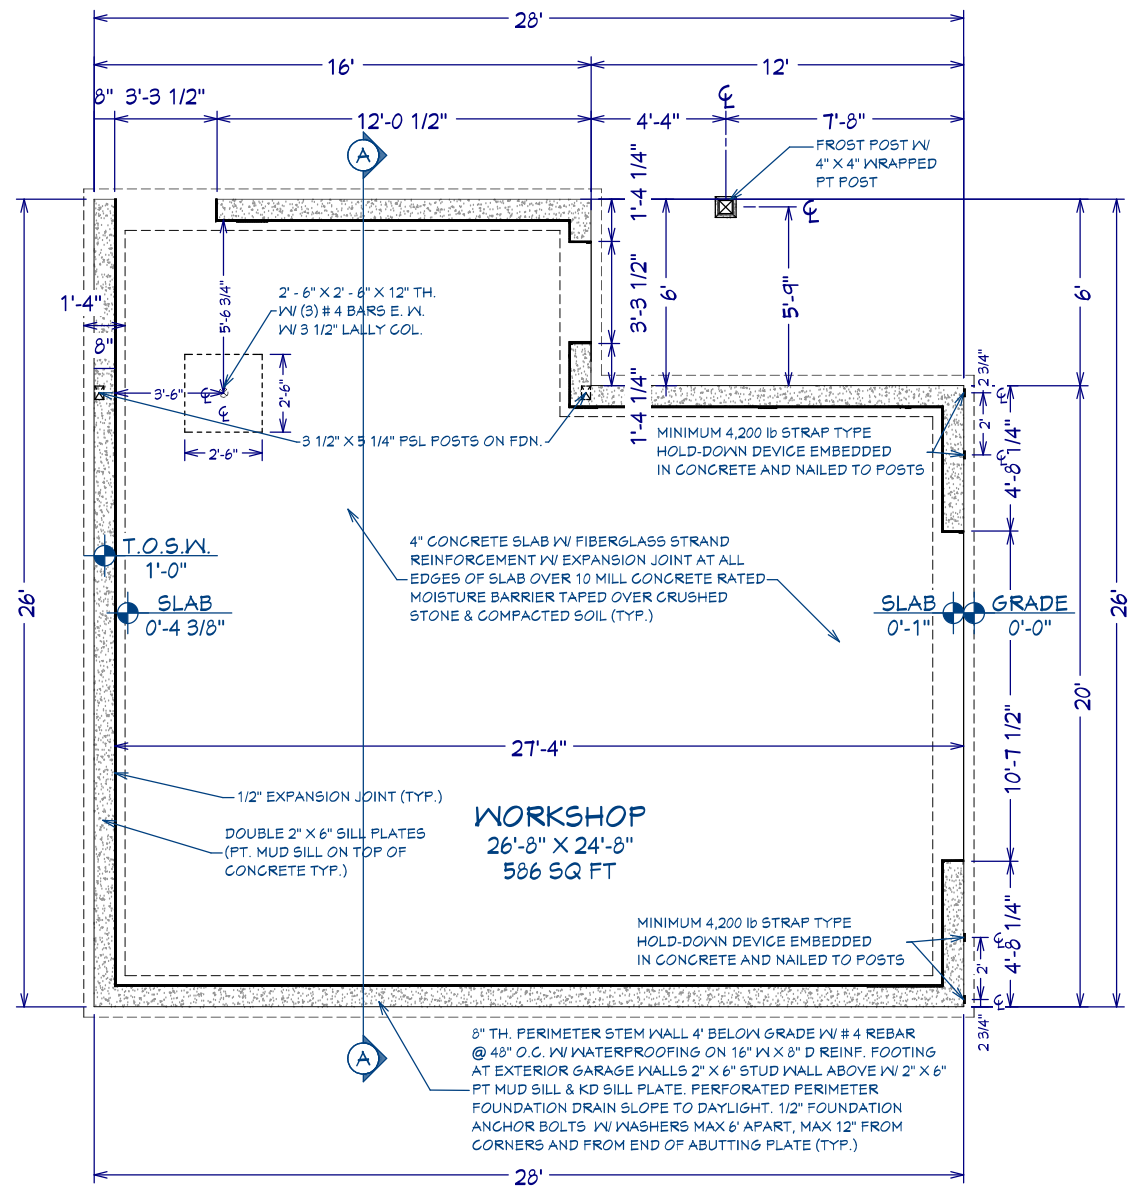 28'
16'
12'
8" 3'-3 1/2"
12'-0 1/2"
4'-4"
7'-8"
℄
A
FROST POST W/
4" X 4" WRAPPED
PT POST
℄
1'-4 1/4"
3'-3 1/2"
1'-4 1/4"
6'
5'-9"
6'
1'-4"
8"
5'-6 3/4"
2' - 6" X 2' - 6" X 12" TH.
W/ (3) # 4 BARS E. W.
W/ 3 1/2" LALLY COL.
3'-6"
℄
℄
2'-6"
2'-6"
3 1/2" X 5 1/4" PSL POSTS ON FDN.
MINIMUM 4,200 lb STRAP TYPE
HOLD-DOWN DEVICE EMBEDDED
IN CONCRETE AND NAILED TO POSTS
2 3/4"
℄
2'
℄
4'-8 1/4"
T.O.S.W.
1'-0"
SLAB
0'-4 3/8"
4" CONCRETE SLAB W/ FIBERGLASS STRAND
REINFORCEMENT W/ EXPANSION JOINT AT ALL
EDGES OF SLAB OVER 10 MILL CONCRETE RATED
MOISTURE BARRIER TAPED OVER CRUSHED
STONE & COMPACTED SOIL (TYP.)
SLAB
0'-1"
GRADE
0'-0"
26'
26'
20'
10'-7 1/2"
27'-4"
1/2" EXPANSION JOINT (TYP.)
DOUBLE 2" X 6" SILL PLATES
(PT. MUD SILL ON TOP OF
CONCRETE TYP.)
WORKSHOP
26'-8" X 24'-8"
586 SQ FT
MINIMUM 4,200 lb STRAP TYPE
HOLD-DOWN DEVICE EMBEDDED
IN CONCRETE AND NAILED TO POSTS
℄
2'
℄
4'-8 1/4"
2 3/4"
A
8" TH. PERIMETER STEM WALL 4' BELOW GRADE W/ # 4 REBAR
@ 48" O.C. W/ WATERPROOFING ON 16" W X 8" D REINF. FOOTING
AT EXTERIOR GARAGE WALLS 2" X 6" STUD WALL ABOVE W/ 2" X 6"
PT MUD SILL & KD SILL PLATE. PERFORATED PERIMETER
FOUNDATION DRAIN SLOPE TO DAYLIGHT. 1/2" FOUNDATION
ANCHOR BOLTS W/ WASHERS MAX 6' APART, MAX 12" FROM
CORNERS AND FROM END OF ABUTTING PLATE (TYP.)
28'